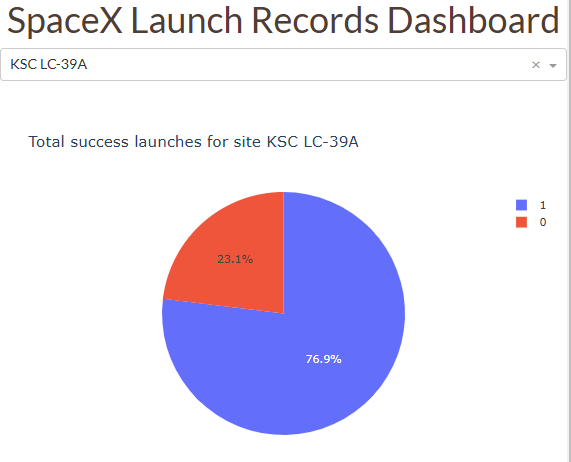 SpaceX Launch Records Dashboard
KSC LC-39A × 
Total success launches for site KSC LC-39A
1
0
23.1%
76.9%